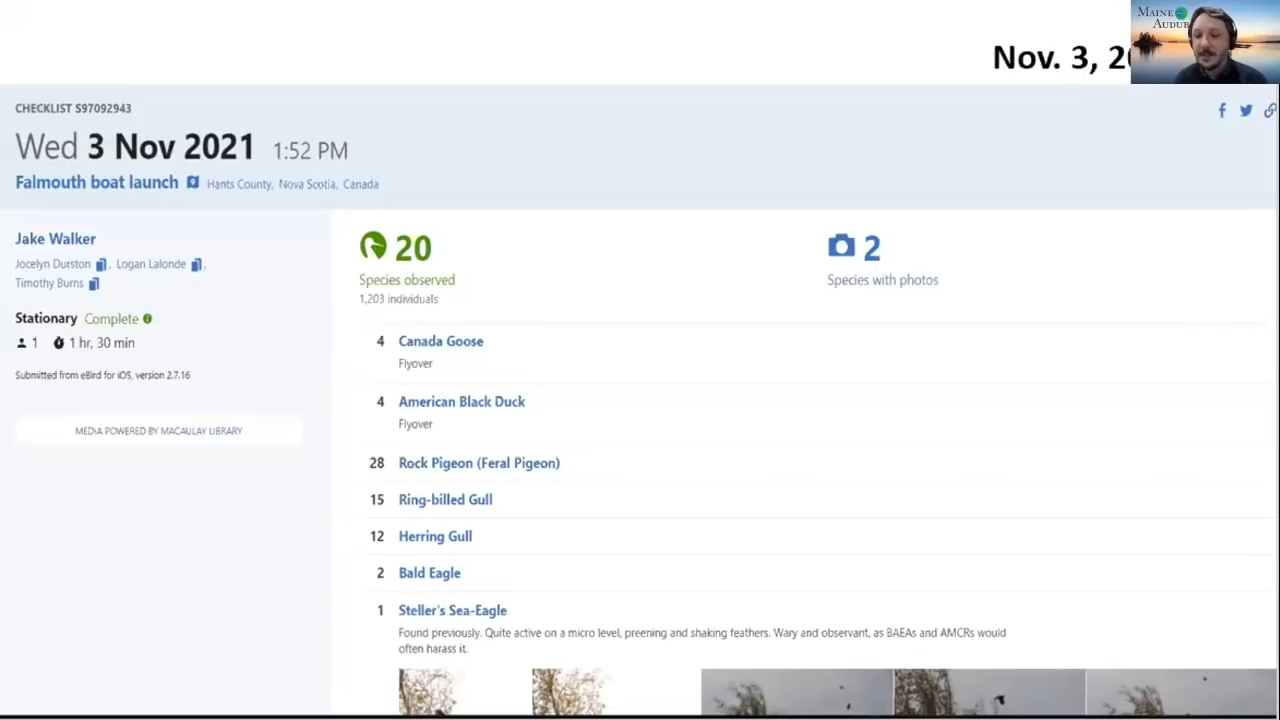 MAINE
AUDUB
Nov. 3, 20
CHECKLIST S97092943
Wed 3 Nov 2021 1:52 PM
Falmouth boat launch Hants County, Nova Scotia, Canada
Jake Walker
Jocelyn Durston , Logan Lalonde ,
Timothy Burns
Stationary Complete
1 1 hr, 30 min
Submitted from eBird for iOS, version 2.7.16
MEDIA POWERED BY MACAULAY LIBRARY
20
Species observed
1,203 individuals
2
Species with photos
4 Canada Goose
Flyover
4 American Black Duck
Flyover
28 Rock Pigeon (Feral Pigeon)
15 Ring-billed Gull
12 Herring Gull
2 Bald Eagle
1 Steller's Sea-Eagle
Found previously. Quite active on a micro level, preening and shaking feathers. Wary and observant, as BAEAs and AMCRs would
often harass it.